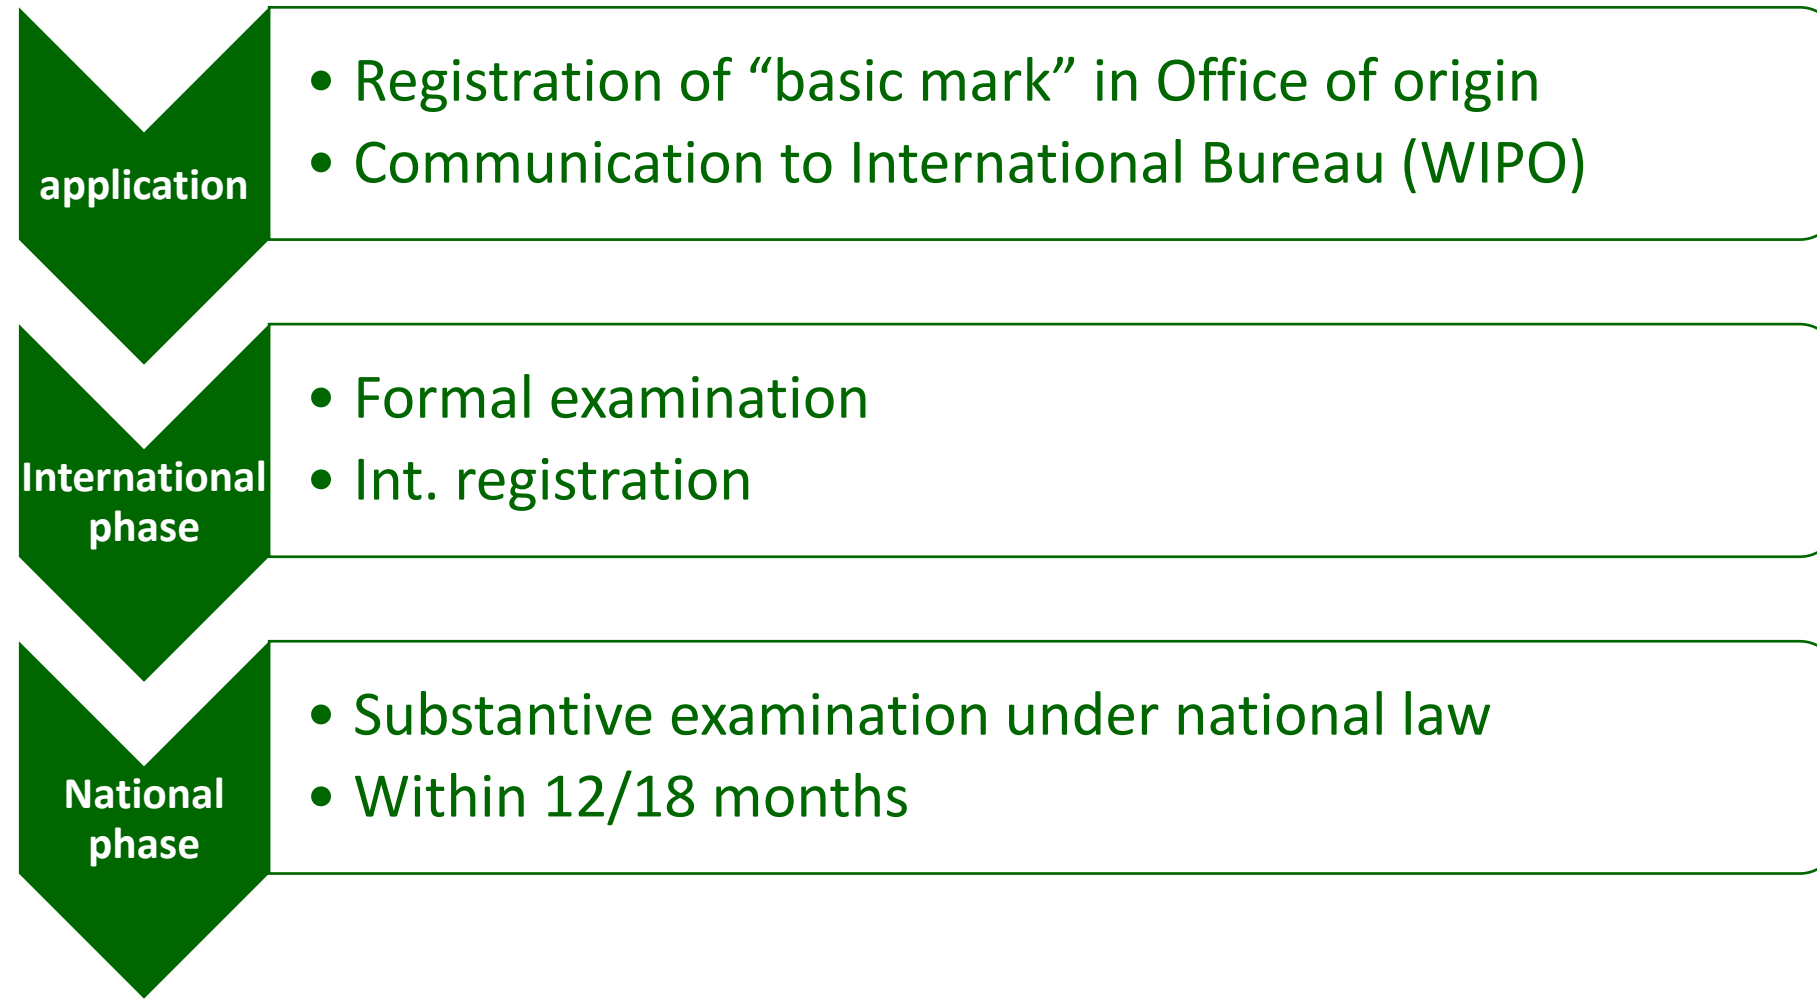 application
• Registration of “basic mark” in Office of origin
• Communication to International Bureau (WIPO)
International
phase
• Formal examination
• Int. registration
National
phase
• Substantive examination under national law
• Within 12/18 months